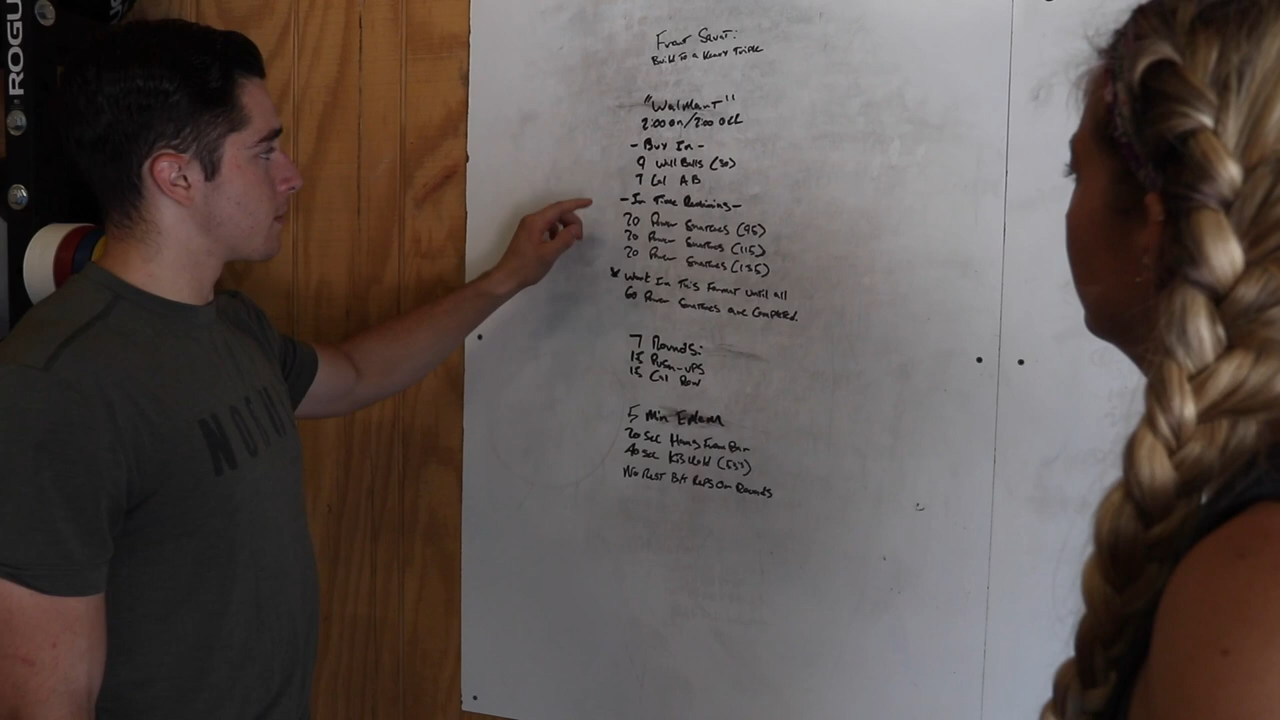 ROGU
NOBU
Front Squat:
Build To a Heavy Triple
"Walmart"
2:00 on/2:00 off
- Buy In -
9 Wall Balls (30)
7 Cal AB
- In Time Remaining -
20 Power Snatches (95)
20 Power Snatches (115)
20 Power Snatches (135)
* Work In This Format Until all
60 Power Snatches are Completed.
7 Rounds:
15 Push-ups
15 Cal Row
5 Min
20 sec Hang From Bar
40 sec KB Hold (53's)
No Rest B/t Reps Or Rounds